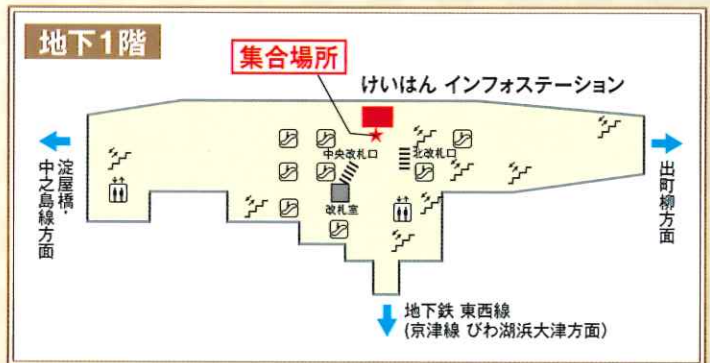 地下1階
集合場所
けいはん インフォステーション
中央改札口
北改札口
改札室
淀屋橋・
中之島線方面
出町柳方面
地下鉄 東西線
(京津線 びわ湖浜大津方面)